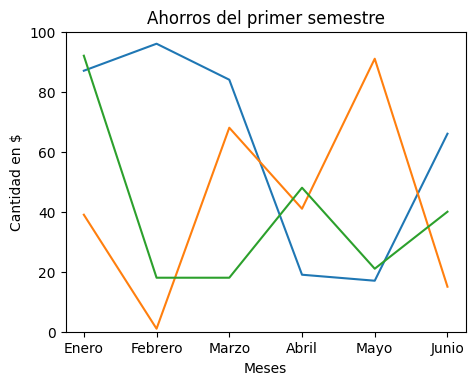 Ahorros del primer semestre
Cantidad en $
100
80
60
40
20
0
Enero Febrero Marzo Abril Mayo Junio
Meses